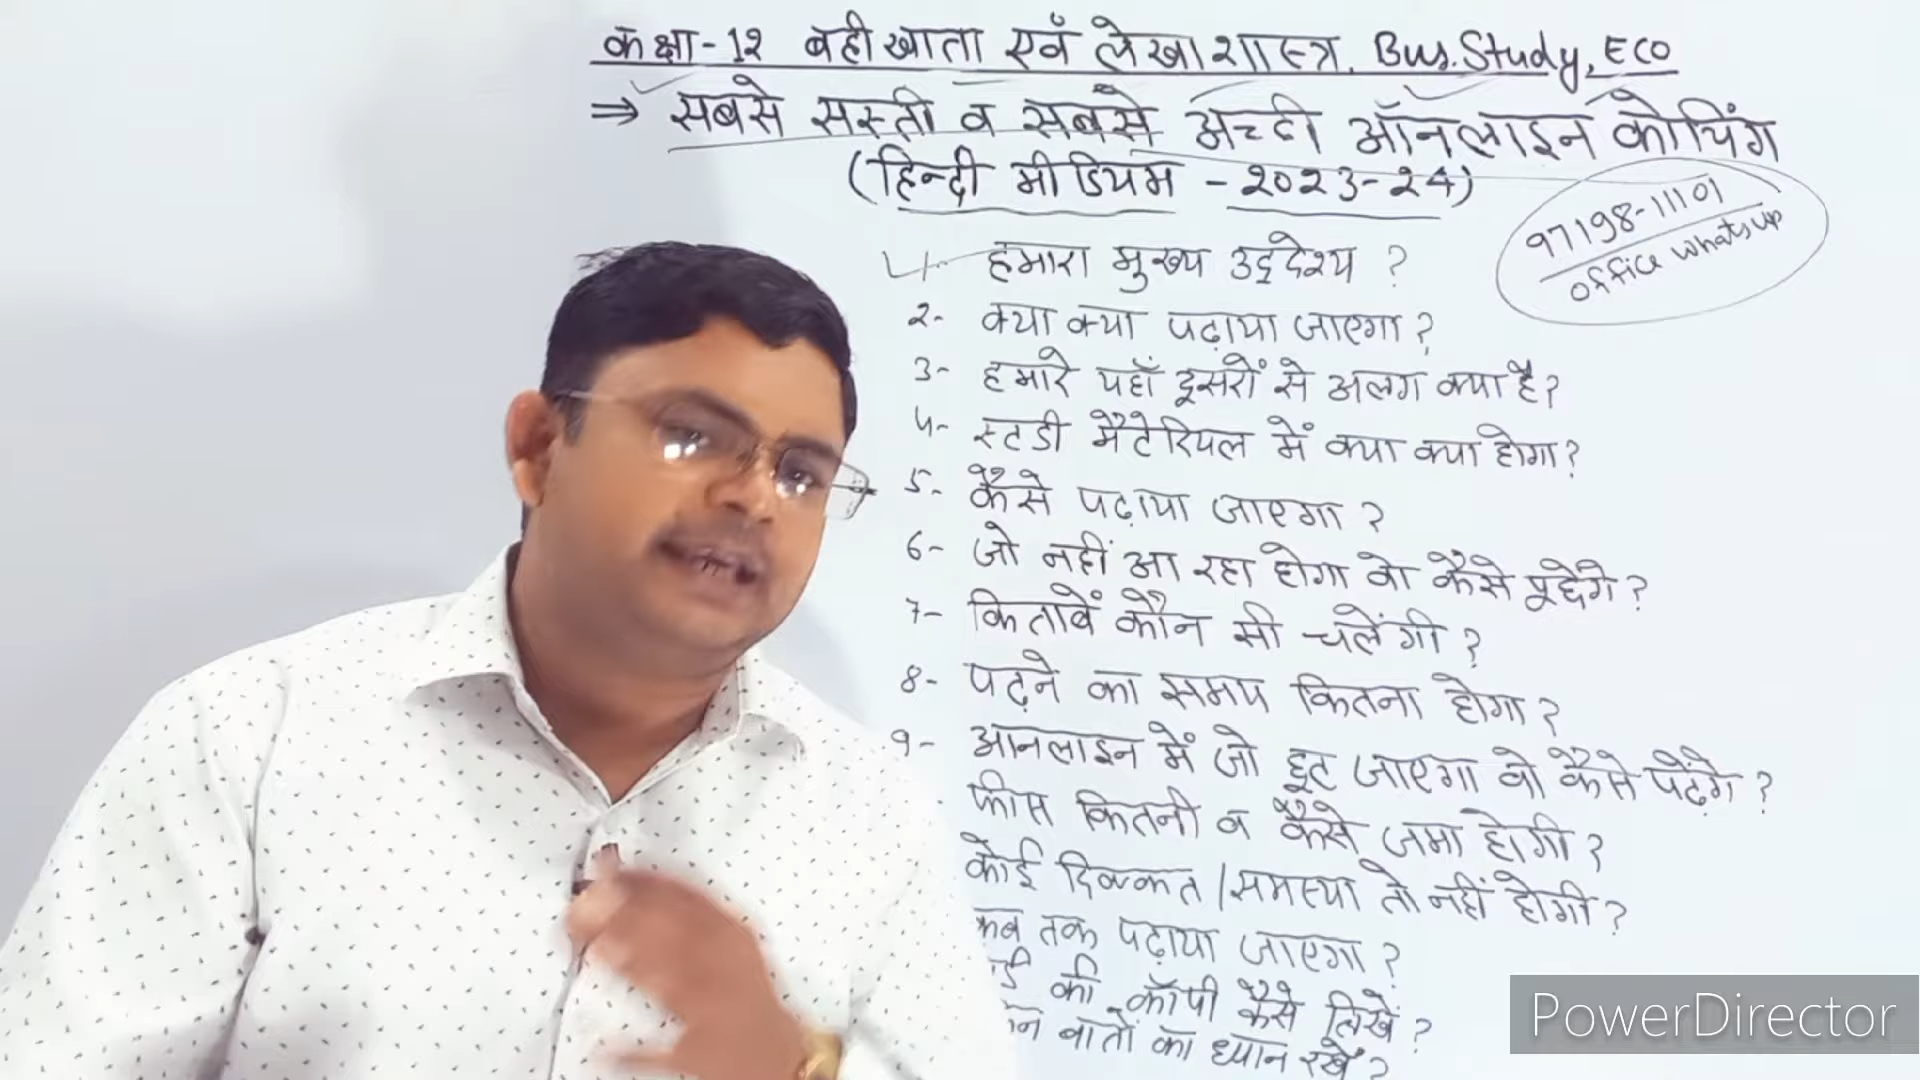 कक्षा-12 बहीखाता एवं लेखाशास्त्र, Bus.Study, ECO
⇒ सबसे सस्ती व सबसे अच्छी ऑनलाइन कोचिंग
(हिन्दी मीडियम - 2023-24)
97198-11101
office whatsup
1. हमारा मुख्य उद्देश्य ?
2- क्या क्या पढ़ाया जाएगा ?
3- हमारे यहाँ दूसरों से अलग क्या है ?
4- स्टडी मैटेरियल में क्या क्या होगा ?
5- कैसे पढ़ाया जाएगा ?
6- जो नहीं आ रहा होगा वो कैसे पूछेंगे ?
7- किताबें कौन सी चलेंगी ?
8- पढ़ने का समय कितना होगा ?
9- ऑनलाइन में जो छूट जाएगा वो कैसे पढ़ेंगे ?
फीस कितनी व कैसे जमा होगी ?
कोई दिक्कत / समस्या तो नहीं होगी ?
कब तक पढ़ाया जाएगा ?
की कॉपी कैसे लिखें ?
बातों का ध्यान रखें ?
PowerDirector